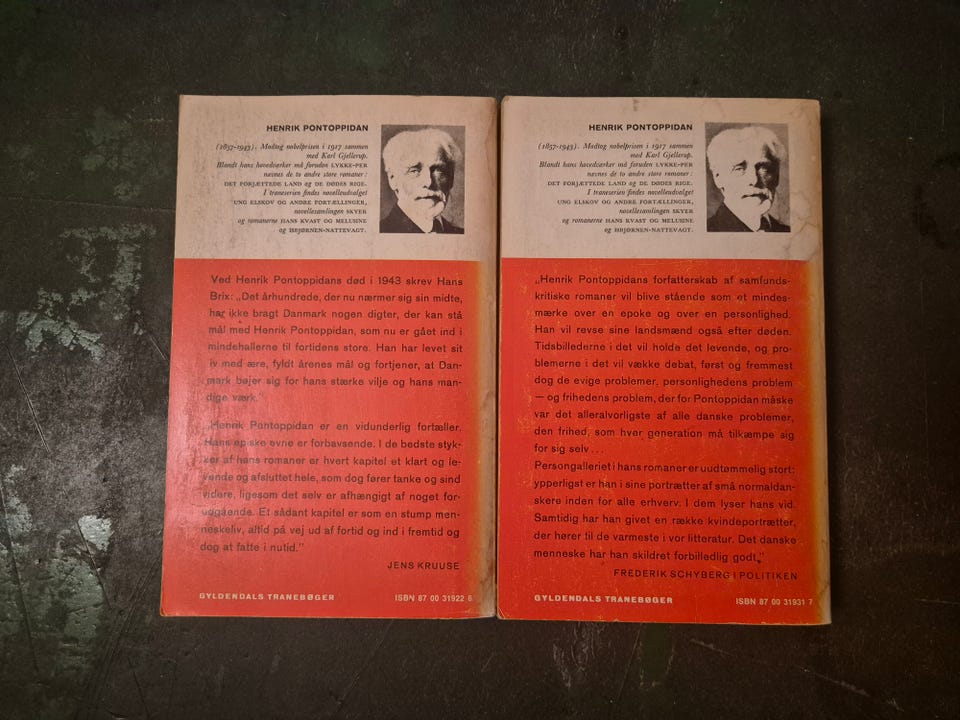 HENRIK PONTOPPIDAN
(1857-1943). Modtog nobelprisen i 1917 sammen
med Karl Gjellerup.
Blandt hans hovedværker må foruden LYKKE-PER
nævnes de to andre store romaner:
DET FORJÆTTEDE LAND og DE DØDES RIGE.
I traneserien findes novelleudvalget
UNG ELSKOV OG ANDRE FORTÆLLINGER,
novellesamlingen SKYER
og romanerne HANS KVAST OG MELUSINE
og ISBJØRNEN-NATTEVAGT.
Ved Henrik Pontoppidans død i 1943 skrev Hans
Brix: „Det århundrede, der nu nærmer sig sin midte,
har ikke bragt Danmark nogen digter, der kan stå
mål med Henrik Pontoppidan, som nu er gået ind i
mindehallerne til fortidens store. Han har levet sit
liv med ære, fyldt årenes mål og fortjener, at Dan-
mark bøjer sig for hans stærke vilje og hans man-
dige værk."
„Henrik Pontoppidan er en vidunderlig fortæller.
Hans episke evne er forbavsende. I de bedste styk-
ker af hans romaner er hvert kapitel et klart og le-
vende og afsluttet hele, som dog fører tanke og sind
videre, ligesom det selv er afhængigt af noget for-
udgående. Et sådant kapitel er som en stump men-
neskeliv, altid på vej ud af fortid og ind i fremtid og
dog at fatte i nutid."
JENS KRUUSE
GYLDENDALS TRANEBØGER
ISBN 87 00 31922 6
HENRIK PONTOPPIDAN
(1857-1943). Modtog nobelprisen i 1917 sammen
med Karl Gjellerup.
Blandt hans hovedværker må foruden LYKKE-PER
nævnes de to andre store romaner:
DET FORJÆTTEDE LAND og DE DØDES RIGE.
I traneserien findes novelleudvalget
UNG ELSKOV OG ANDRE FORTÆLLINGER,
novellesamlingen SKYER
og romanerne HANS KVAST OG MELUSINE
og ISBJØRNEN-NATTEVAGT.
„Henrik Pontoppidans forfatterskab af samfunds-
kritiske romaner vil blive stående som et mindes-
mærke over en epoke og over en personlighed.
Han vil revse sine landsmænd også efter døden.
Tidsbillederne i det vil holde det levende, og pro-
blemerne i det vil vække debat, først og fremmest
dog de evige problemer, personlighedens problem
— og frihedens problem, der for Pontoppidan måske
var det alleralvorligste af alle danske problemer,
den frihed, som hver generation må tilkæmpe sig
for sig selv ...
Persongalleriet i hans romaner er uudtømmelig stort:
ypperligst er han i sine portrætter af små normaldan-
skere inden for alle erhverv. I dem lyser hans vid.
Samtidig har han givet en række kvindeportrætter,
der hører til de varmeste i vor litteratur. Det danske
menneske har han skildret forbilledlig godt."
FREDERIK SCHYBERG I POLITIKEN
GYLDENDALS TRANEBØGER
ISBN 87 00 31931 7